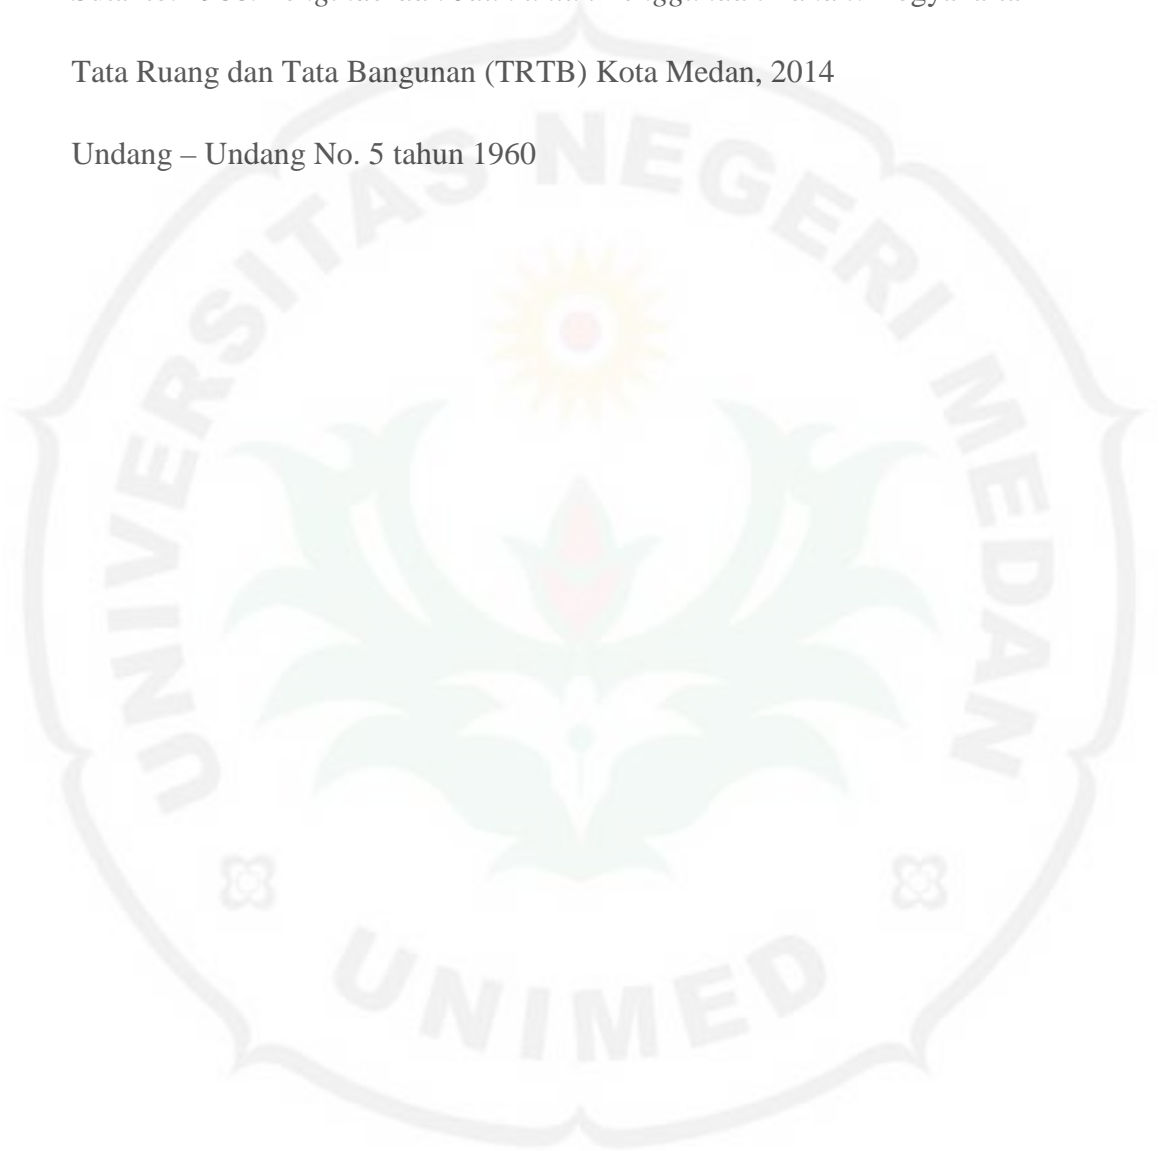 Tata Ruang dan Tata Bangunan (TRTB) Kota Medan, 2014
Undang – Undang No. 5 tahun 1960
UNIVERSITAS NEGERI MEDAN
UNIMED